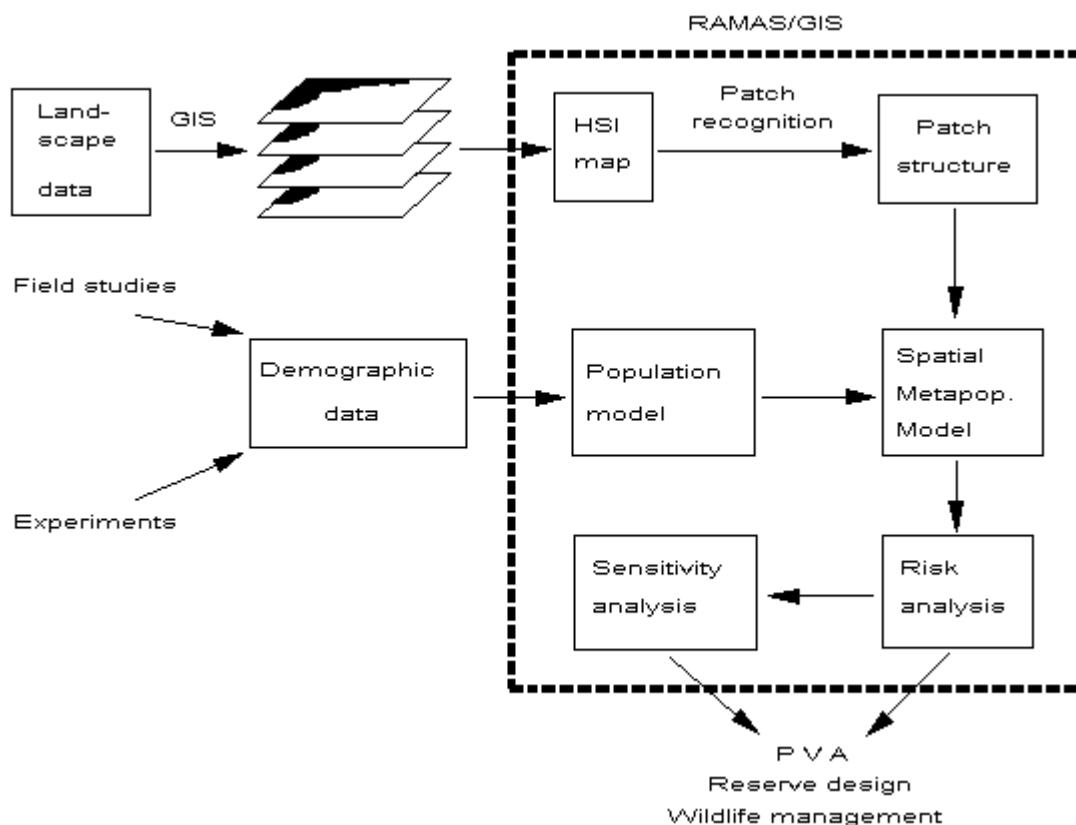 RAMAS/GIS
Land-
scape
data
GIS
HSI
map
Patch
recognition
Patch
structure
Field studies
Demographic
data
Experiments
Population
model
Spatial
Metapop.
Model
Sensitivity
analysis
Risk
analysis
P V A
Reserve design
Wildlife management